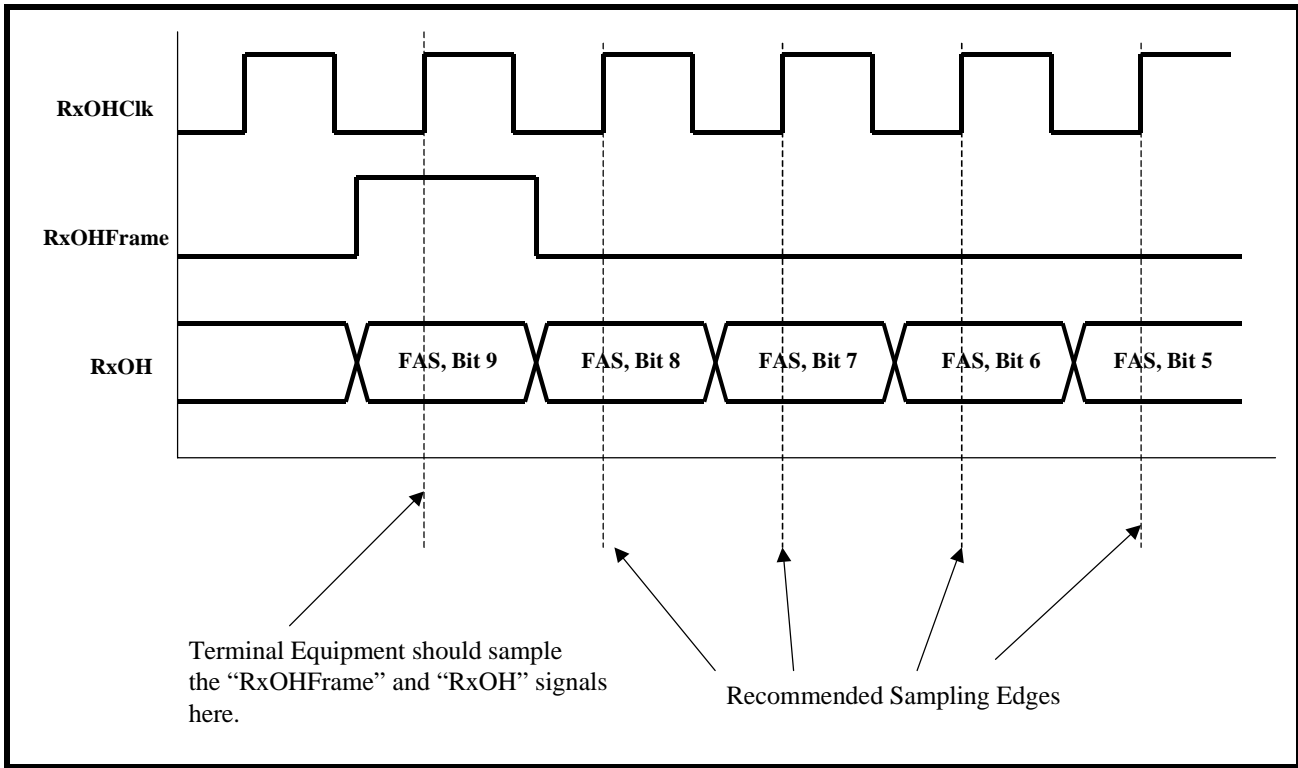 RxOHClk
RxOHFrame
RxOH
FAS, Bit 9
FAS, Bit 8
FAS, Bit 7
FAS, Bit 6
FAS, Bit 5
Terminal Equipment should sample
the “RxOHFrame” and “RxOH” signals
here.
Recommended Sampling Edges